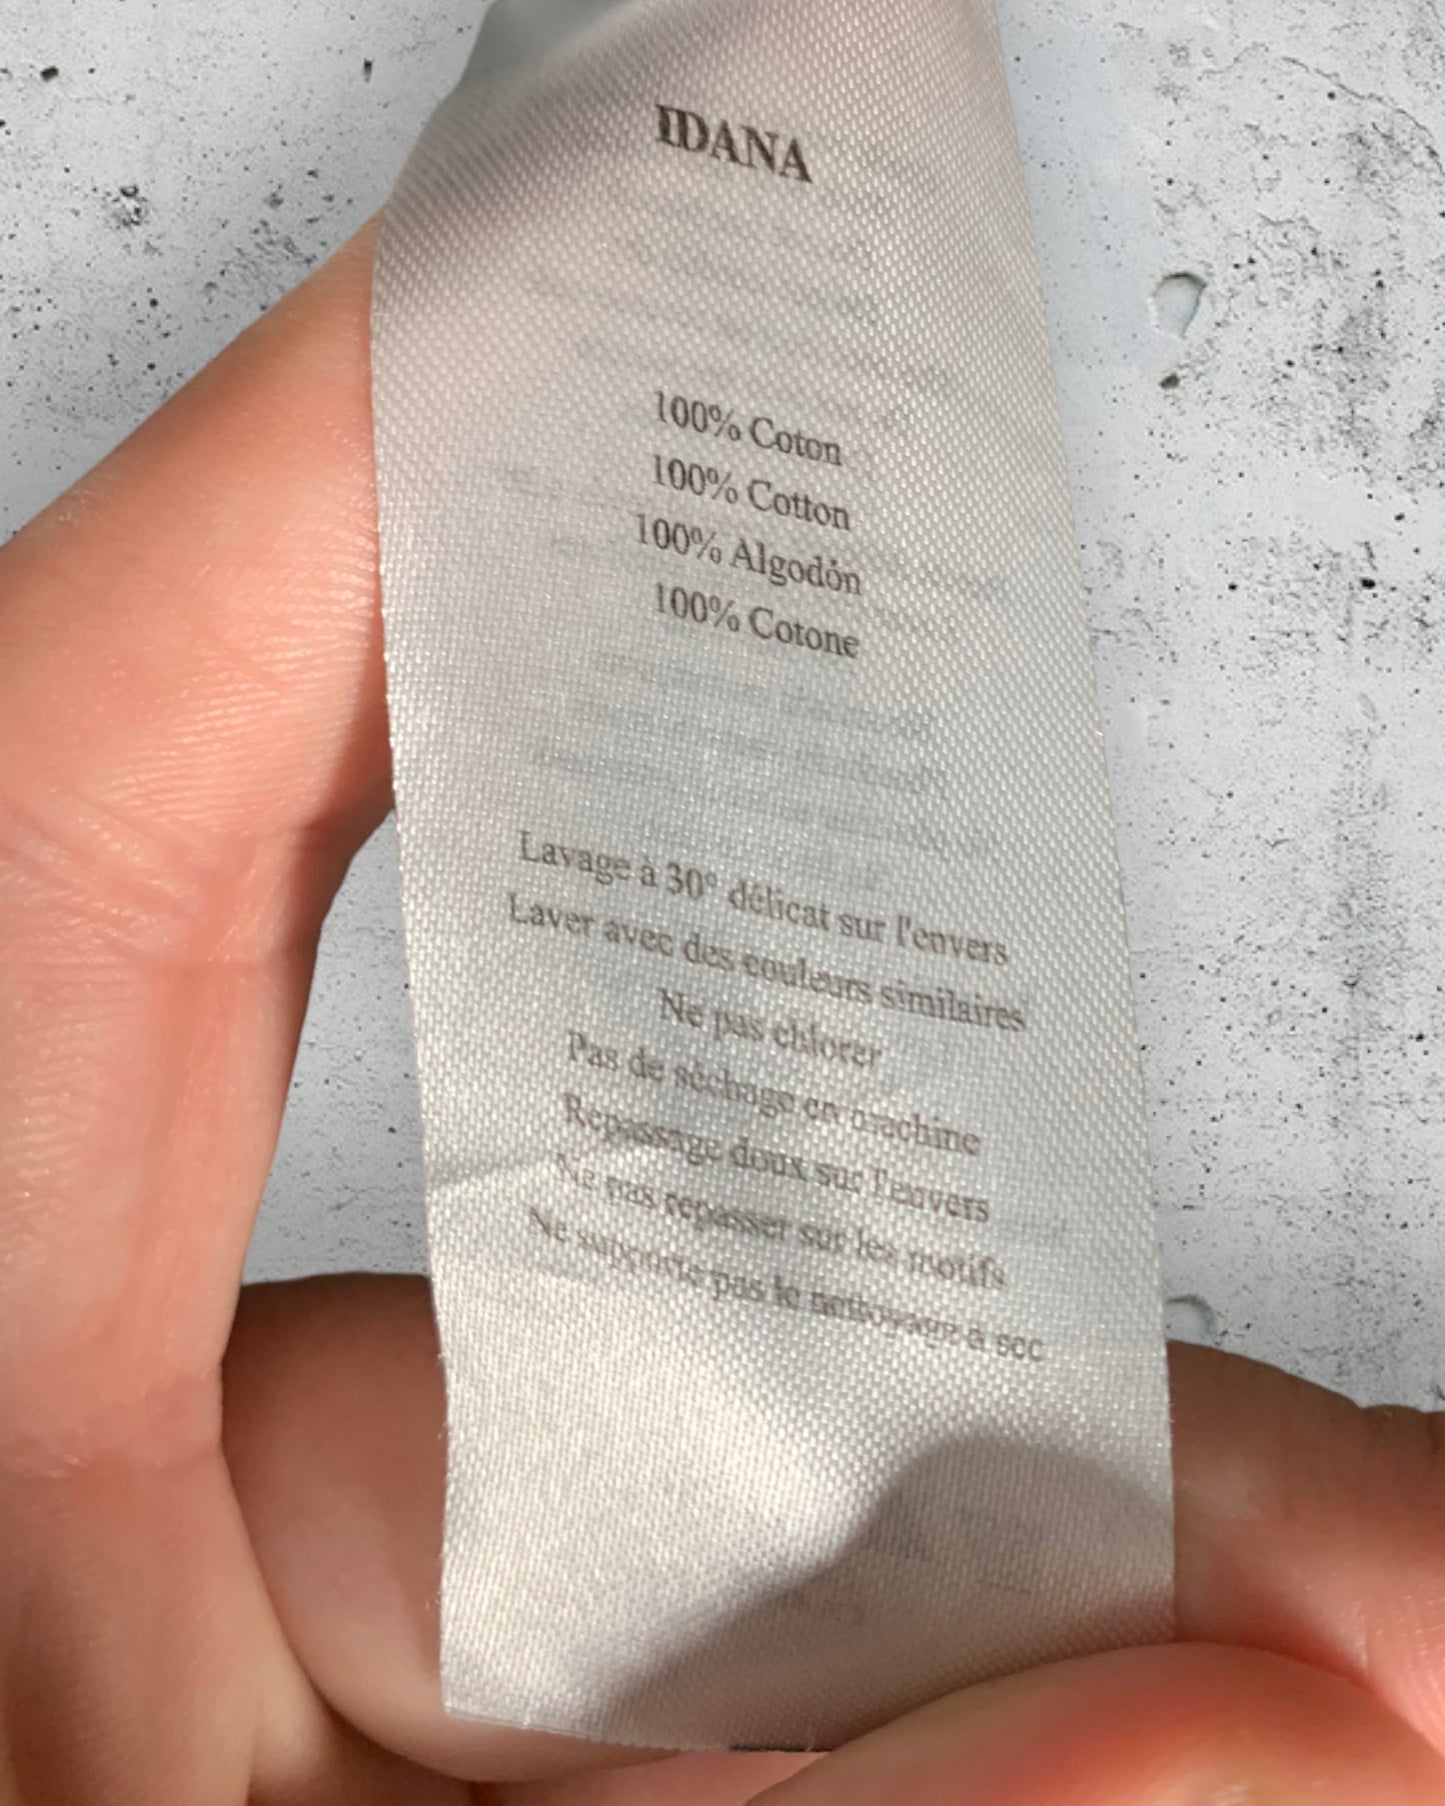 IDANA
100% Coton
100% Cotton
100% Algodón
100% Cotone
Lavage à 30° délicat sur l'envers
Laver avec des couleurs similaires
Ne pas chlorer
Pas de séchage en machine
Repassage doux sur l'envers
Ne pas repasser sur les motifs
Ne supporte pas le nettoyage à sec